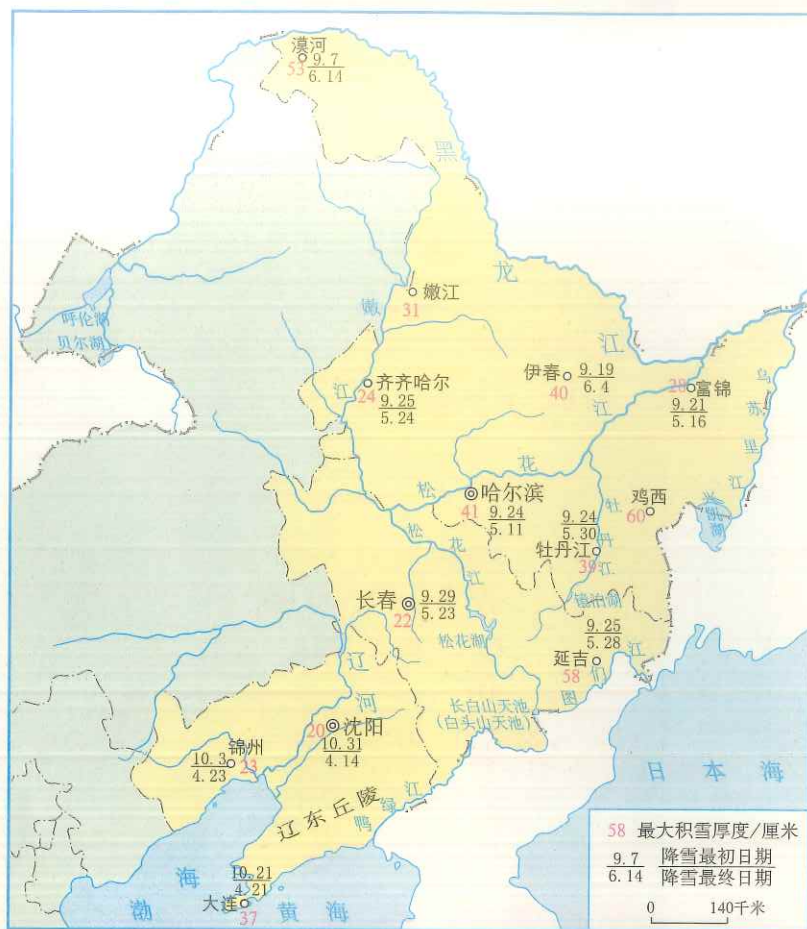 漠河
53
9.7
6.14
黑
龙
江
嫩江
31
呼伦湖
贝尔湖
嫩
江
齐齐哈尔
24
9.25
5.24
伊春
40
9.19
6.4
28
富锦
9.21
5.16
乌
苏
里
江
松
花
江
哈尔滨
41
9.24
5.11
鸡西
60
兴
凯
湖
牡
丹
江
9.24
5.30
牡丹江
39
镜泊湖
松
花
江
长春
22
9.29
5.23
松花湖
9.25
5.28
延吉
58
图
们
江
长白山天池
(白头山天池)
辽
河
20
沈阳
10.31
4.14
锦州
10.3
4.23
23
辽东丘陵
鸭
绿
江
日本海
渤海
黄海
10.21
4.21
大连
37
58 最大积雪厚度/厘米
9.7 降雪最初日期
6.14 降雪最终日期
0 140千米